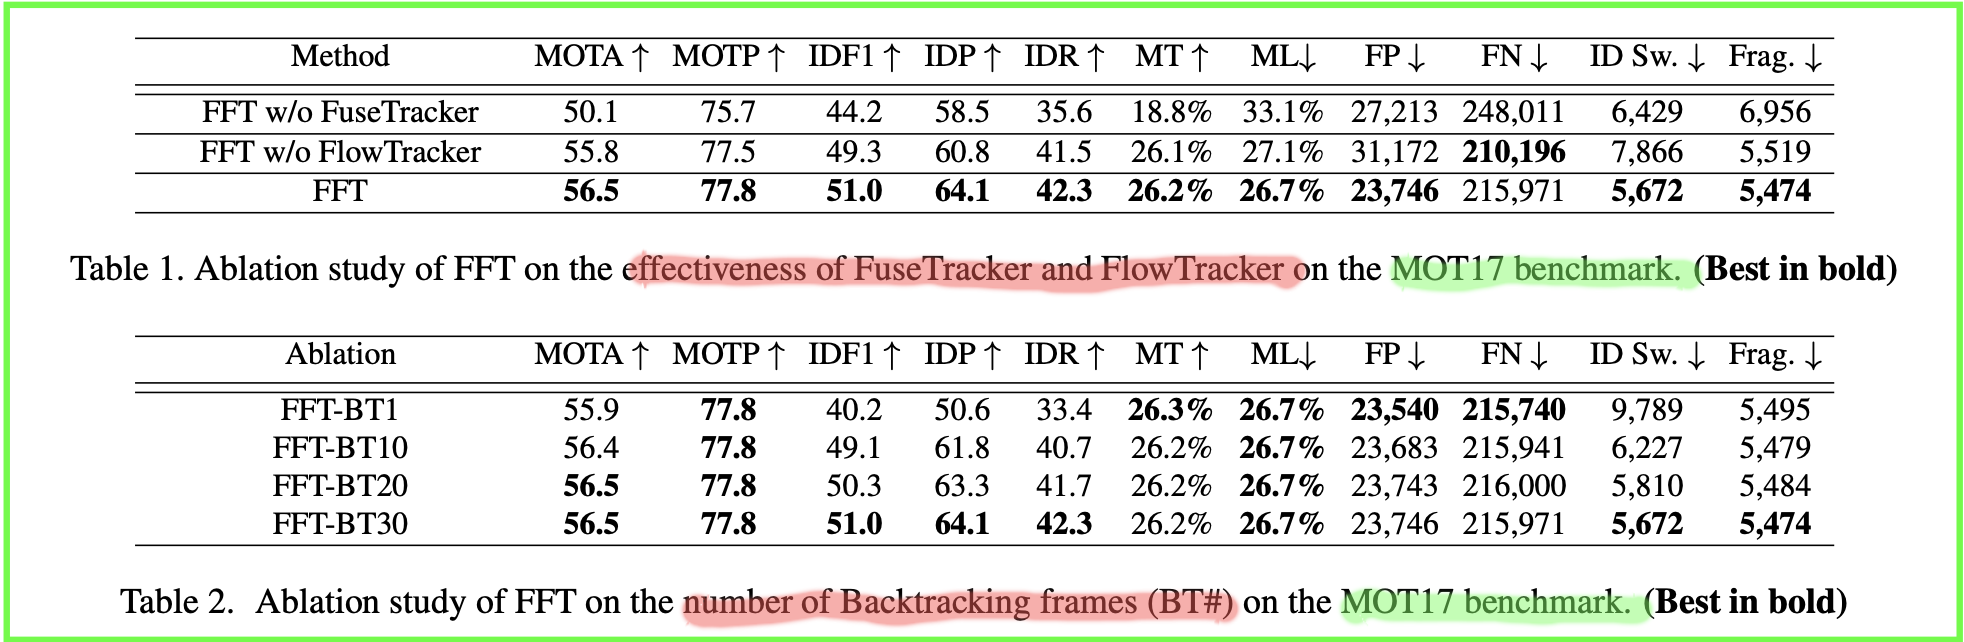 Method MOTA ↑ MOTP ↑ IDF1 ↑ IDP ↑ IDR ↑ MT ↑ ML↓ FP ↓ FN ↓ ID Sw. ↓ Frag. ↓
FFT w/o FuseTracker 50.1 75.7 44.2 58.5 35.6 18.8% 33.1% 27,213 248,011 6,429 6,956
FFT w/o FlowTracker 55.8 77.5 49.3 60.8 41.5 26.1% 27.1% 31,172 210,196 7,866 5,519
FFT 56.5 77.8 51.0 64.1 42.3 26.2% 26.7% 23,746 215,971 5,672 5,474
Table 1. Ablation study of FFT on the effectiveness of FuseTracker and FlowTracker on the MOT17 benchmark. (Best in bold)
Ablation MOTA ↑ MOTP ↑ IDF1 ↑ IDP ↑ IDR ↑ MT ↑ ML↓ FP ↓ FN ↓ ID Sw. ↓ Frag. ↓
FFT-BT1 55.9 77.8 40.2 50.6 33.4 26.3% 26.7% 23,540 215,740 9,789 5,495
FFT-BT10 56.4 77.8 49.1 61.8 40.7 26.2% 26.7% 23,683 215,941 6,227 5,479
FFT-BT20 56.5 77.8 50.3 63.3 41.7 26.2% 26.7% 23,743 216,000 5,810 5,484
FFT-BT30 56.5 77.8 51.0 64.1 42.3 26.2% 26.7% 23,746 215,971 5,672 5,474
Table 2. Ablation study of FFT on the number of Backtracking frames (BT#) on the MOT17 benchmark. (Best in bold)